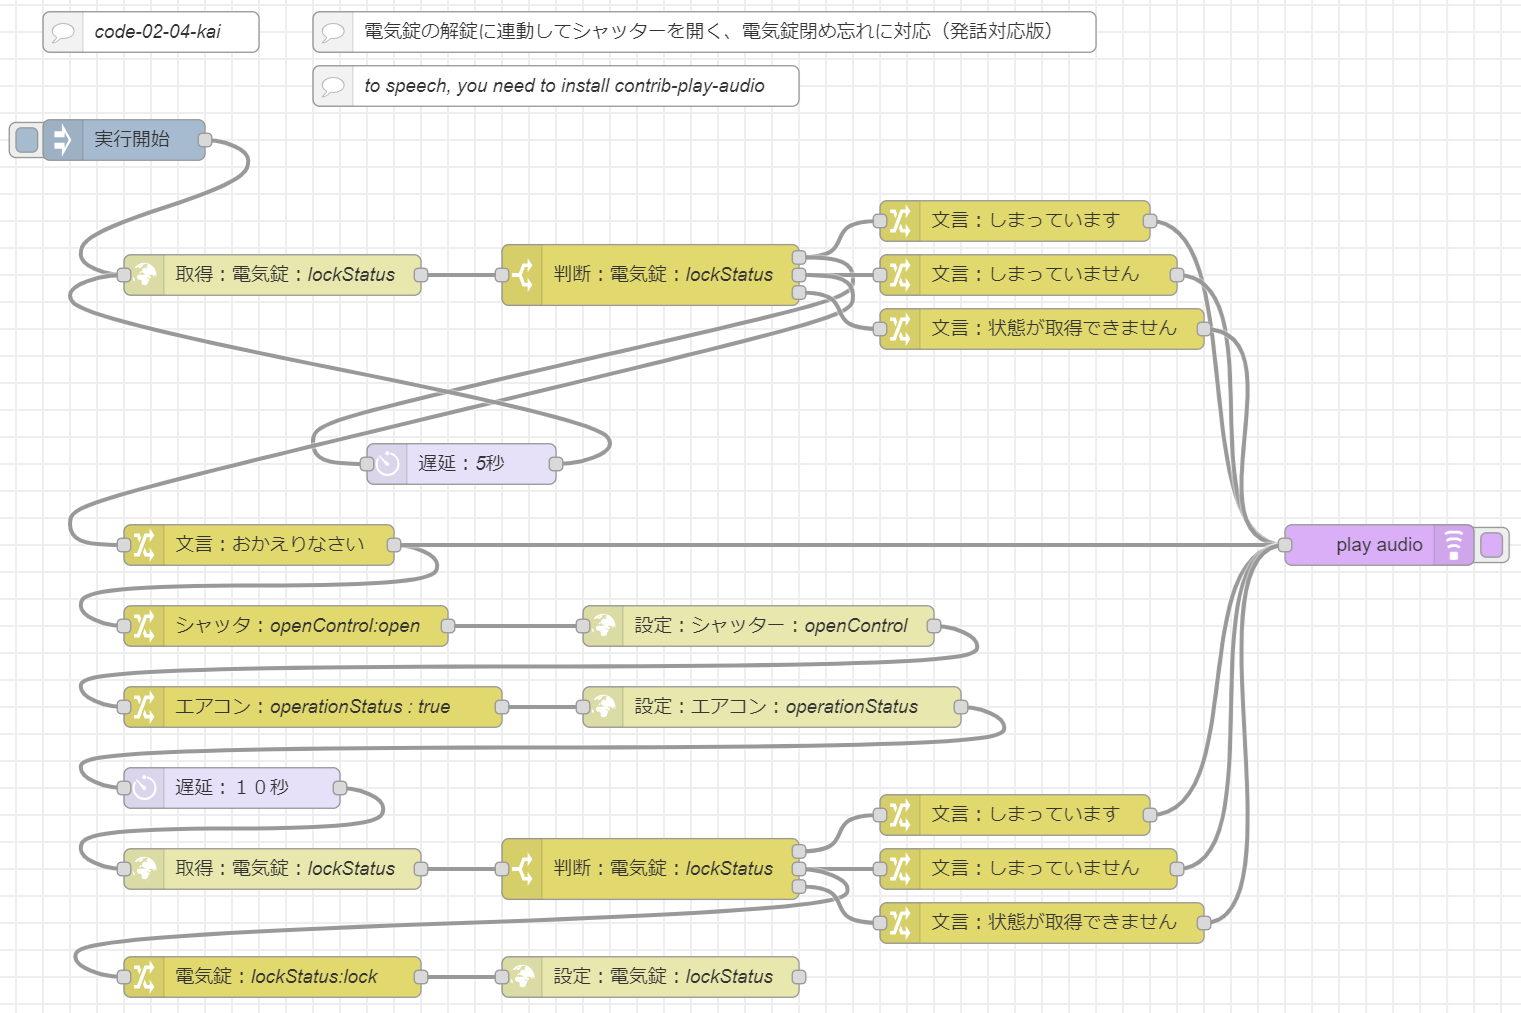 code-02-04-kai
電気錠の解錠に連動してシャッターを開く、電気錠閉め忘れに対応（発話対応版）
to speech, you need to install contrib-play-audio
実行開始
文言：しまっています
取得：電気錠：lockStatus
判断：電気錠：lockStatus
文言：しまっていません
文言：状態が取得できません
遅延：5秒
文言：おかえりなさい
play audio
シャッタ：openControl:open
設定：シャッター：openControl
エアコン：operationStatus : true
設定：エアコン：operationStatus
遅延：１０秒
文言：しまっています
取得：電気錠：lockStatus
判断：電気錠：lockStatus
文言：しまっていません
文言：状態が取得できません
電気錠：lockStatus:lock
設定：電気錠：lockStatus